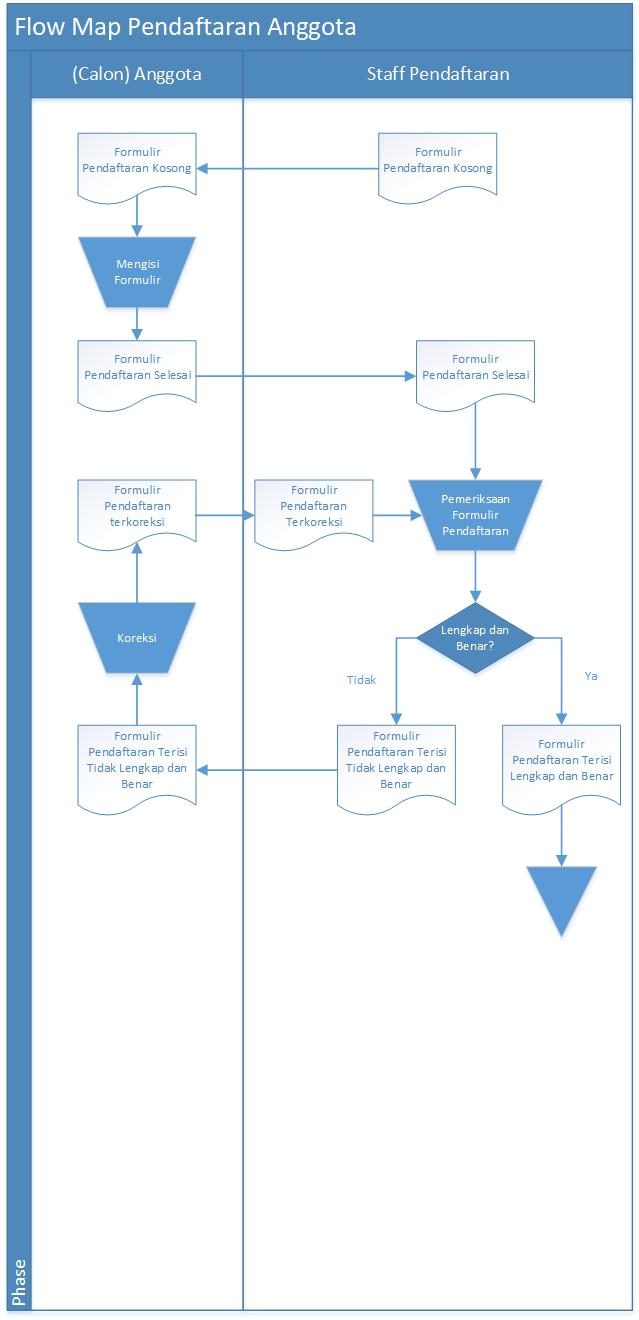 Flow Map Pendaftaran Anggota
(Calon) Anggota
Staff Pendaftaran
Formulir
Pendaftaran Kosong
Formulir
Pendaftaran Kosong
Mengisi
Formulir
Formulir
Pendaftaran Selesai
Formulir
Pendaftaran Selesai
Formulir
Pendaftaran
terkoreksi
Formulir
Pendaftaran
Terkoreksi
Pemeriksaan
Formulir
Pendaftaran
Koreksi
Lengkap dan
Benar?
Tidak
Ya
Formulir
Pendaftaran Terisi
Tidak Lengkap dan
Benar
Formulir
Pendaftaran Terisi
Tidak Lengkap dan
Benar
Formulir
Pendaftaran Terisi
Lengkap dan Benar
Phase